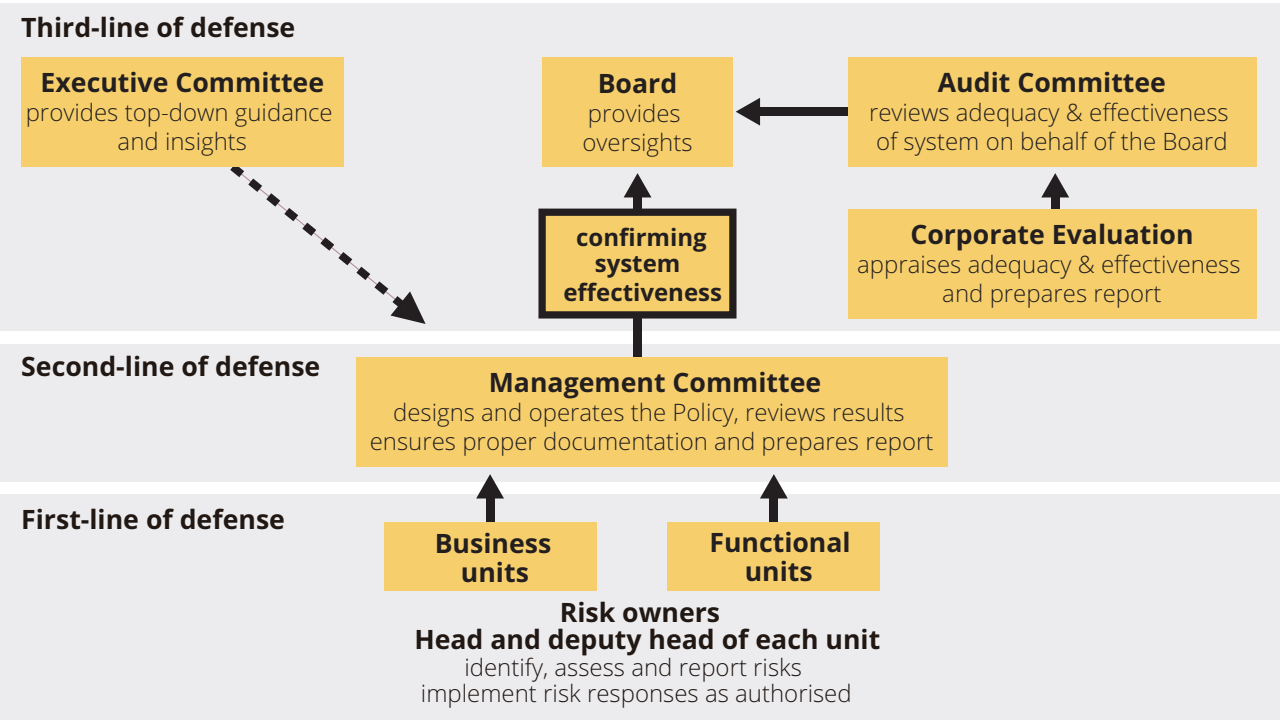 Third-line of defense
Executive Committee
provides top-down guidance
and insights
Board
provides
oversights
Audit Committee
reviews adequacy & effectiveness
of system on behalf of the Board
confirming
system
effectiveness
Corporate Evaluation
appraises adequacy & effectiveness
and prepares report
Second-line of defense
Management Committee
designs and operates the Policy, reviews results
ensures proper documentation and prepares report
First-line of defense
Business
units
Functional
units
Risk owners
Head and deputy head of each unit
identify, assess and report risks
implement risk responses as authorised